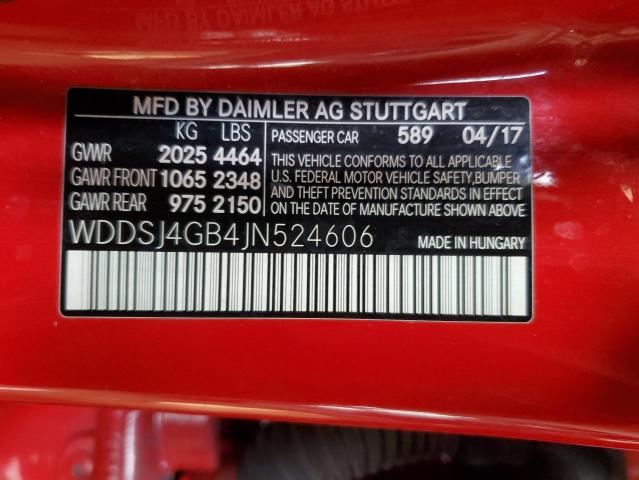 MFD BY DAIMLER AG STUTTGART
KG LBS PASSENGER CAR 589 04/17
GVWR 2025 4464 THIS VEHICLE CONFORMS TO ALL APPLICABLE
GAWR FRONT 1065 2348 U.S. FEDERAL MOTOR VEHICLE SAFETY,BUMPER
AND THEFT PREVENTION STANDARDS IN EFFECT
GAWR REAR 975 2150 ON THE DATE OF MANUFACTURE SHOWN ABOVE
WDDSJ4GB4JN524606 MADE IN HUNGARY